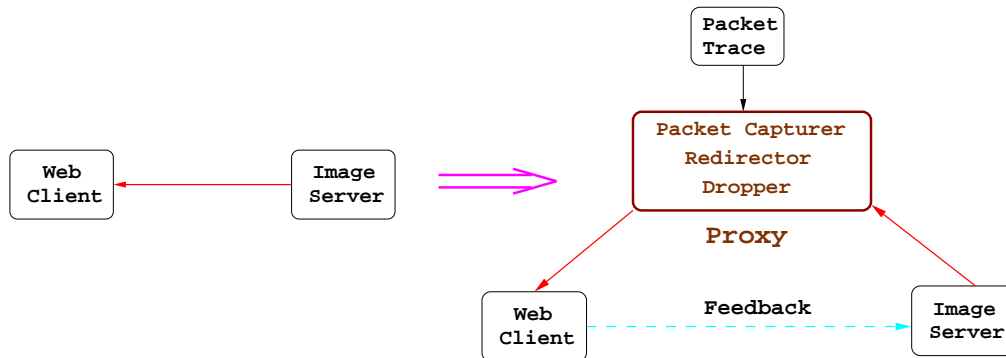 Packet
Trace
Packet Capturer
Redirector
Dropper
Proxy
Web
Client
Image
Server
Web
Client
Feedback
Image
Server